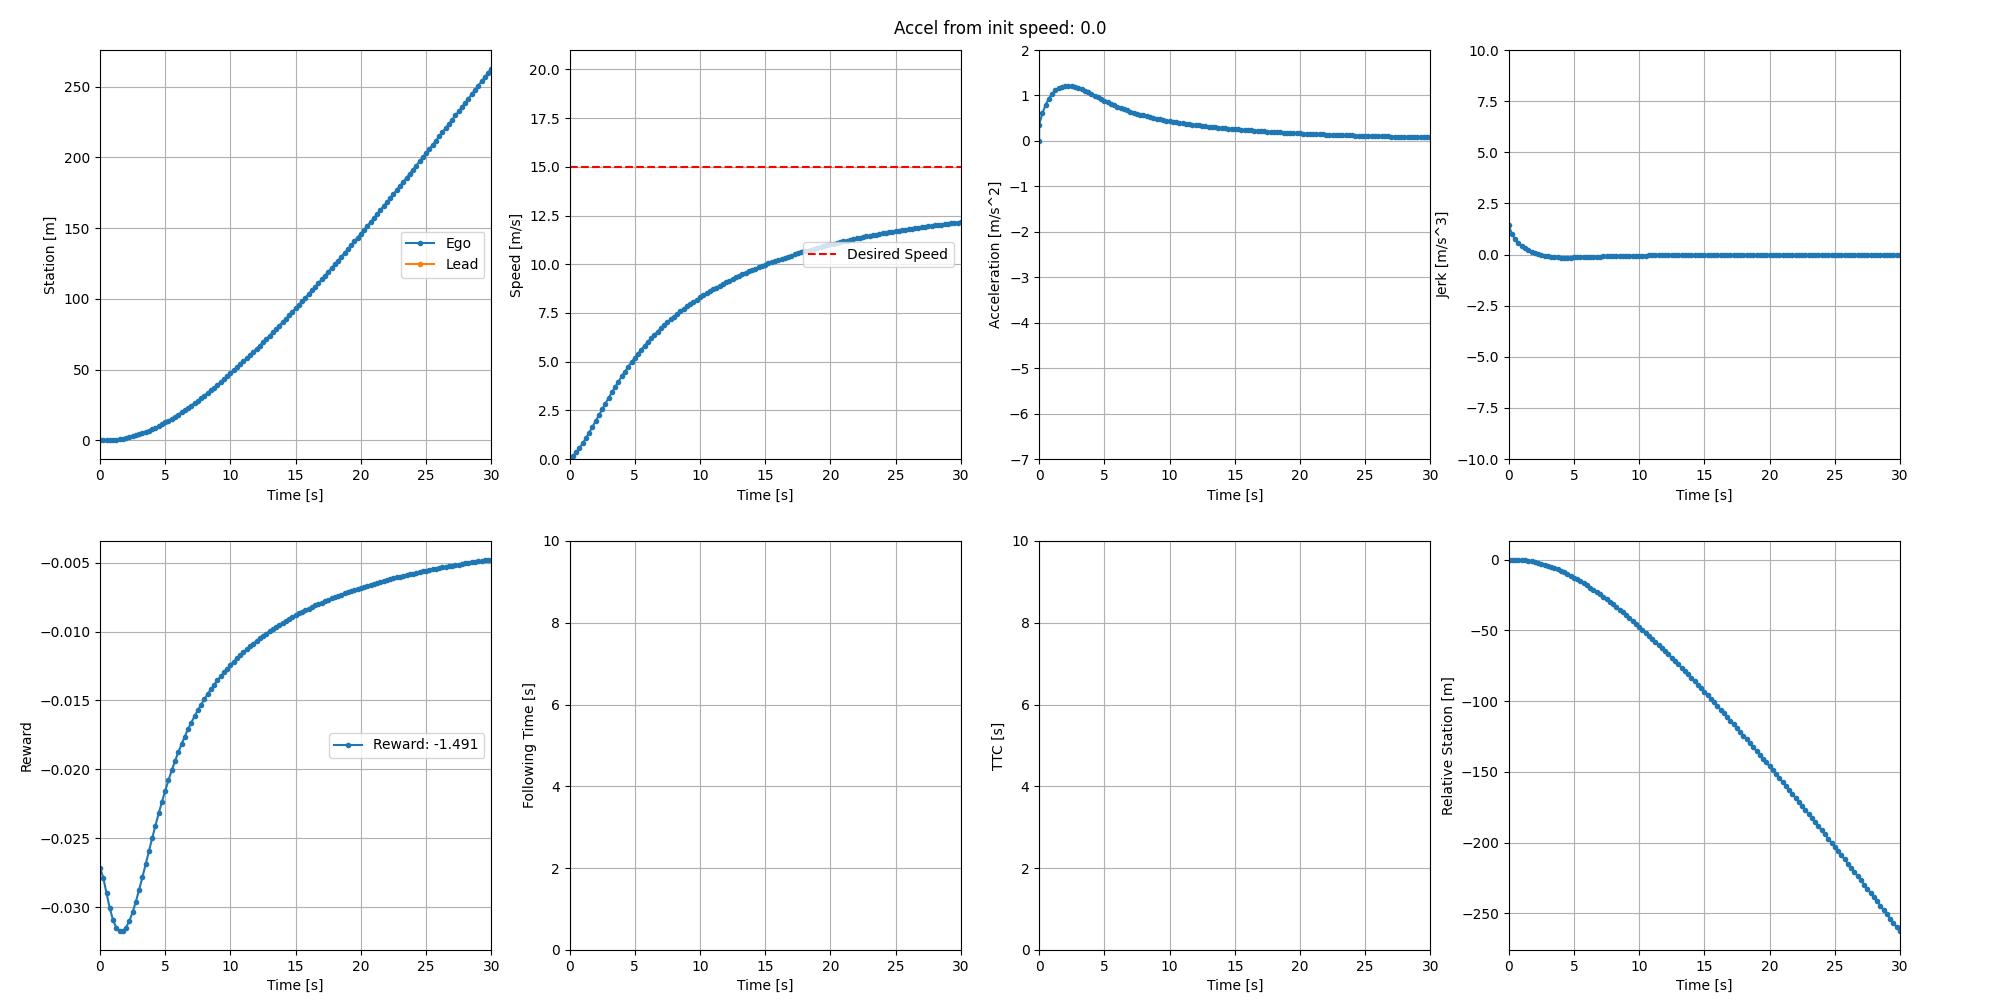 Accel from init speed: 0.0
Station [m]
250
200
150
100
50
0
Ego
Lead
0 5 10 15 20 25 30
Time [s]
Speed [m/s]
20.0
17.5
15.0
12.5
10.0
7.5
5.0
2.5
0.0
Desired Speed
0 5 10 15 20 25 30
Time [s]
Acceleration [m/s^2]
2
1
0
−1
−2
−3
−4
−5
−6
−7
0 5 10 15 20 25 30
Time [s]
Jerk [m/s^3]
10.0
7.5
5.0
2.5
0.0
−2.5
−5.0
−7.5
−10.0
0 5 10 15 20 25 30
Time [s]
Reward
−0.005
−0.010
−0.015
−0.020
−0.025
−0.030
Reward: -1.491
0 5 10 15 20 25 30
Time [s]
Following Time [s]
10
8
6
4
2
0
0 5 10 15 20 25 30
Time [s]
TTC [s]
10
8
6
4
2
0
0 5 10 15 20 25 30
Time [s]
Relative Station [m]
0
−50
−100
−150
−200
−250
0 5 10 15 20 25 30
Time [s]